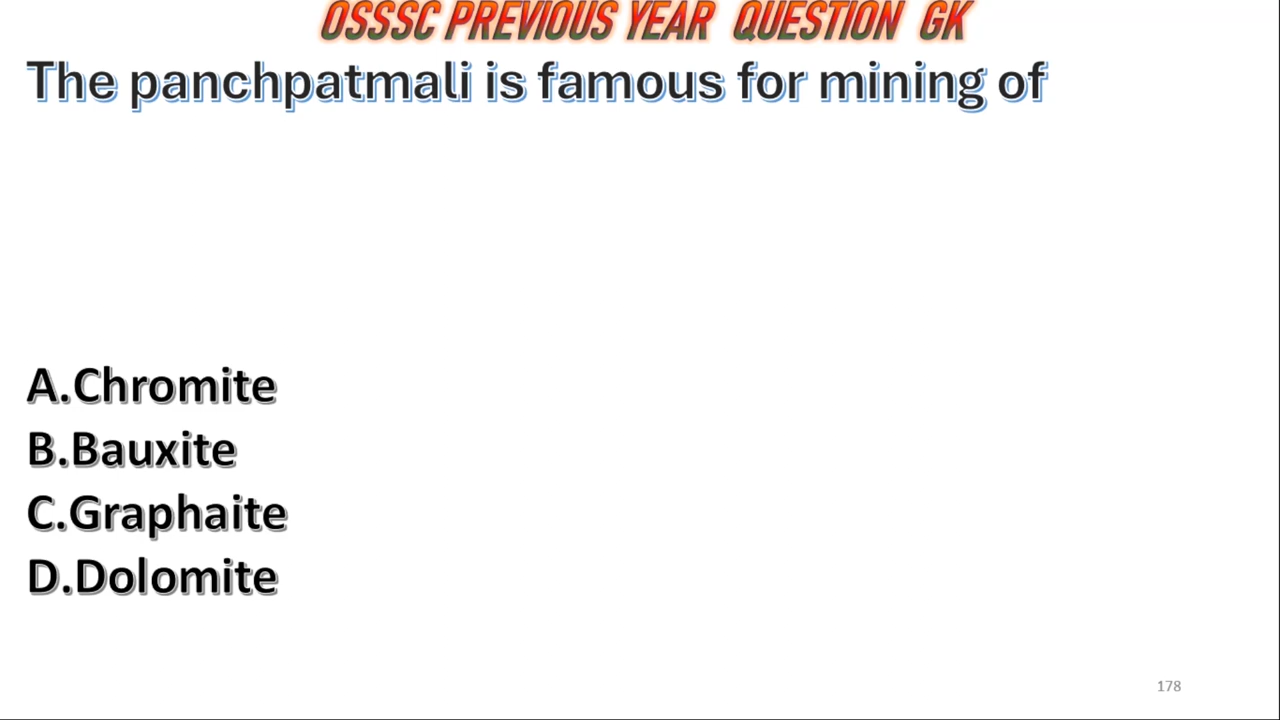 OSSSC PREVIOUS YEAR QUESTION GK
The panchpatmali is famous for mining of
A.Chromite
B.Bauxite
C.Graphaite
D.Dolomite
178